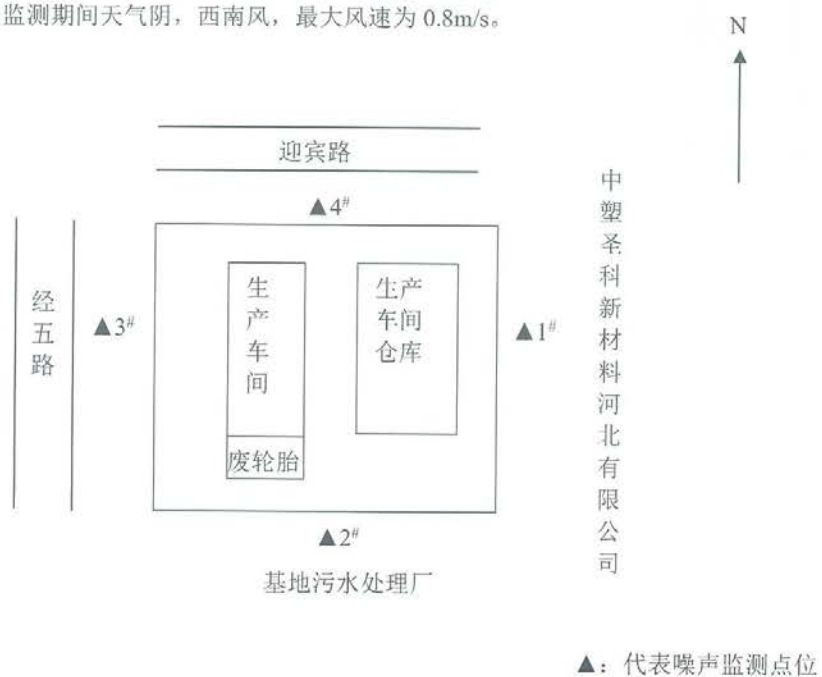 监测期间天气阴，西南风，最大风速为 0.8m/s。
N
迎宾路
▲4#
经五路
▲3#
生产车间
生产
车间
仓库
▲1#
中塑圣科新材料河北有限公司
废轮胎
▲2#
基地污水处理厂
▲：代表噪声监测点位